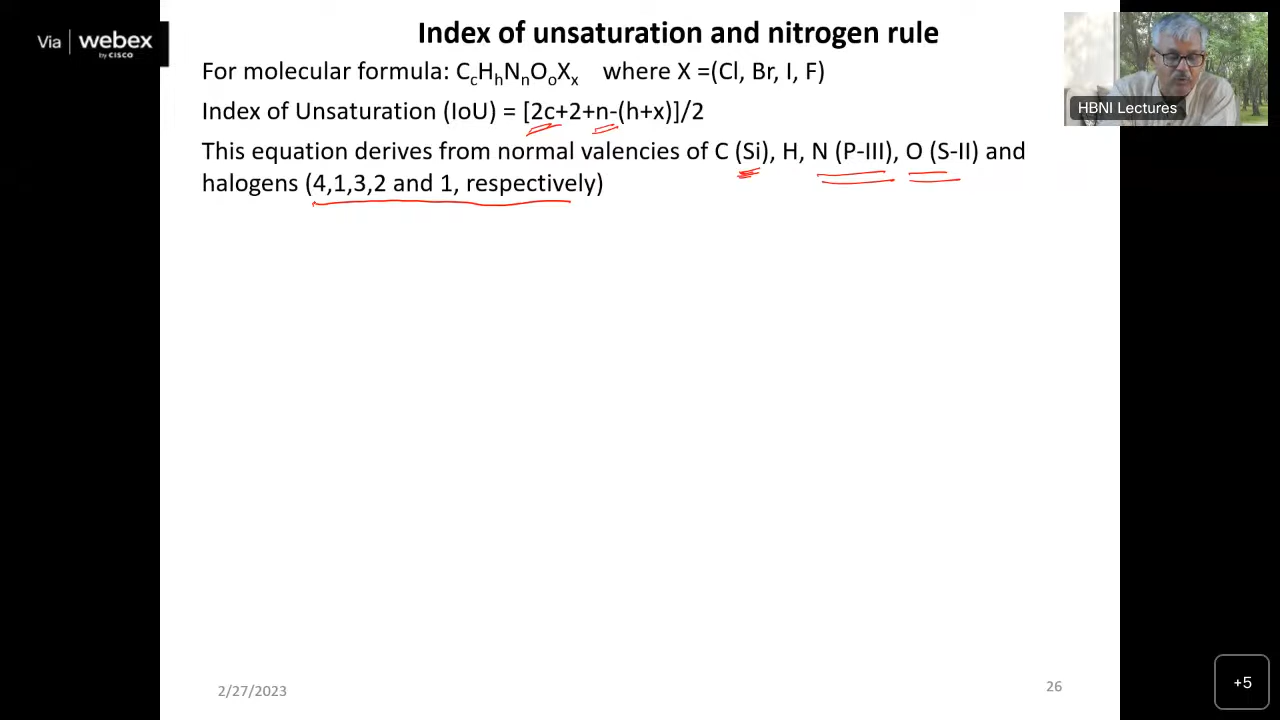 Via webex
by CISCO
Index of unsaturation and nitrogen rule
For molecular formula: CcHhNnOoXx where X =(Cl, Br, I, F)
Index of Unsaturation (IoU) = [2c+2+n-(h+x)]/2
This equation derives from normal valencies of C (Si), H, N (P-III), O (S-II) and
halogens (4,1,3,2 and 1, respectively)
HBNI Lectures
2/27/2023
26
+5